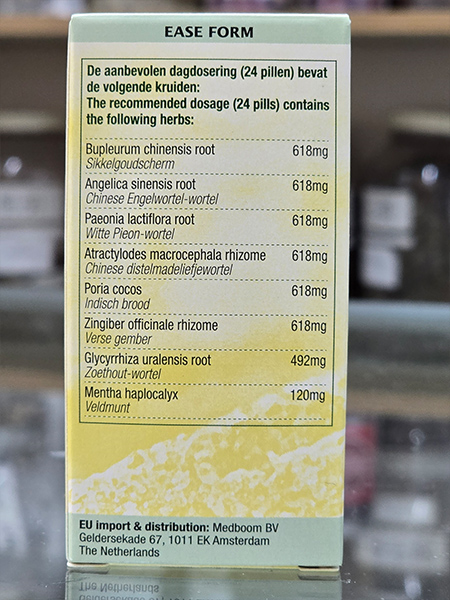 EASE FORM
De aanbevolen dagdosering (24 pillen) bevat
de volgende kruiden:
The recommended dosage (24 pills) contains
the following herbs:
Bupleurum chinensis root 618mg
Sikkelgoudscherm
Angelica sinensis root 618mg
Chinese Engelwortel-wortel
Paeonia lactiflora root 618mg
Witte Pieon-wortel
Atractylodes macrocephala rhizome 618mg
Chinese distelmadeliefjewortel
Poria cocos 618mg
Indisch brood
Zingiber officinale rhizome 618mg
Verse gember
Glycyrrhiza uralensis root 492mg
Zoethout-wortel
Mentha haplocalyx 120mg
Veldmunt
EU import & distribution: Medboom BV
Geldersekade 67, 1011 EK Amsterdam
The Netherlands